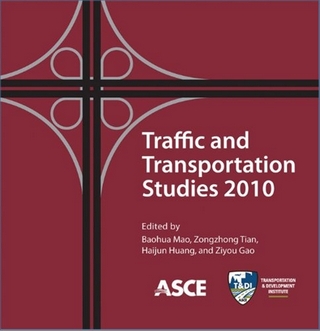 Traffic and
Transportation
Studies 2010
Edited by
Baohua Mao, Zongzhong Tian,
Haijun Huang, and Ziyou Gao
ASCE
T&DI
TRANSPORTATION
& DEVELOPMENT
INSTITUTE